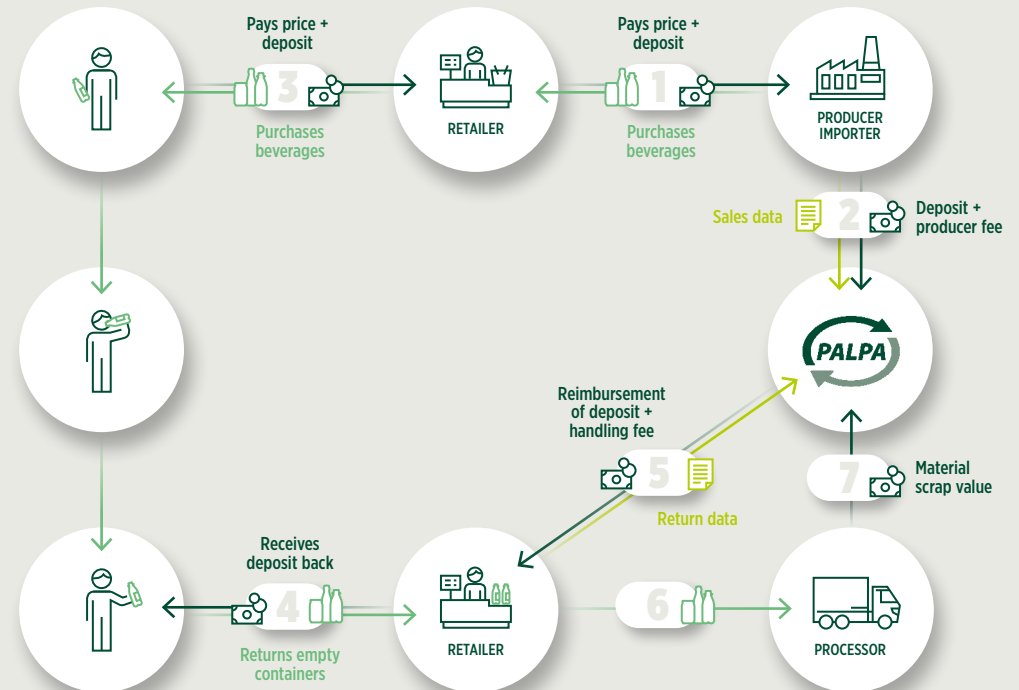 Pays price +
deposit
3
Purchases
beverages
RETAILER
Pays price +
deposit
1
Purchases
beverages
PRODUCER
IMPORTER
Sales data
2
Deposit +
producer fee
PALPA
Reimbursement
of deposit +
handling fee
5
Return data
7
Material
scrap value
Receives
deposit back
4
Returns empty
containers
RETAILER
6
PROCESSOR